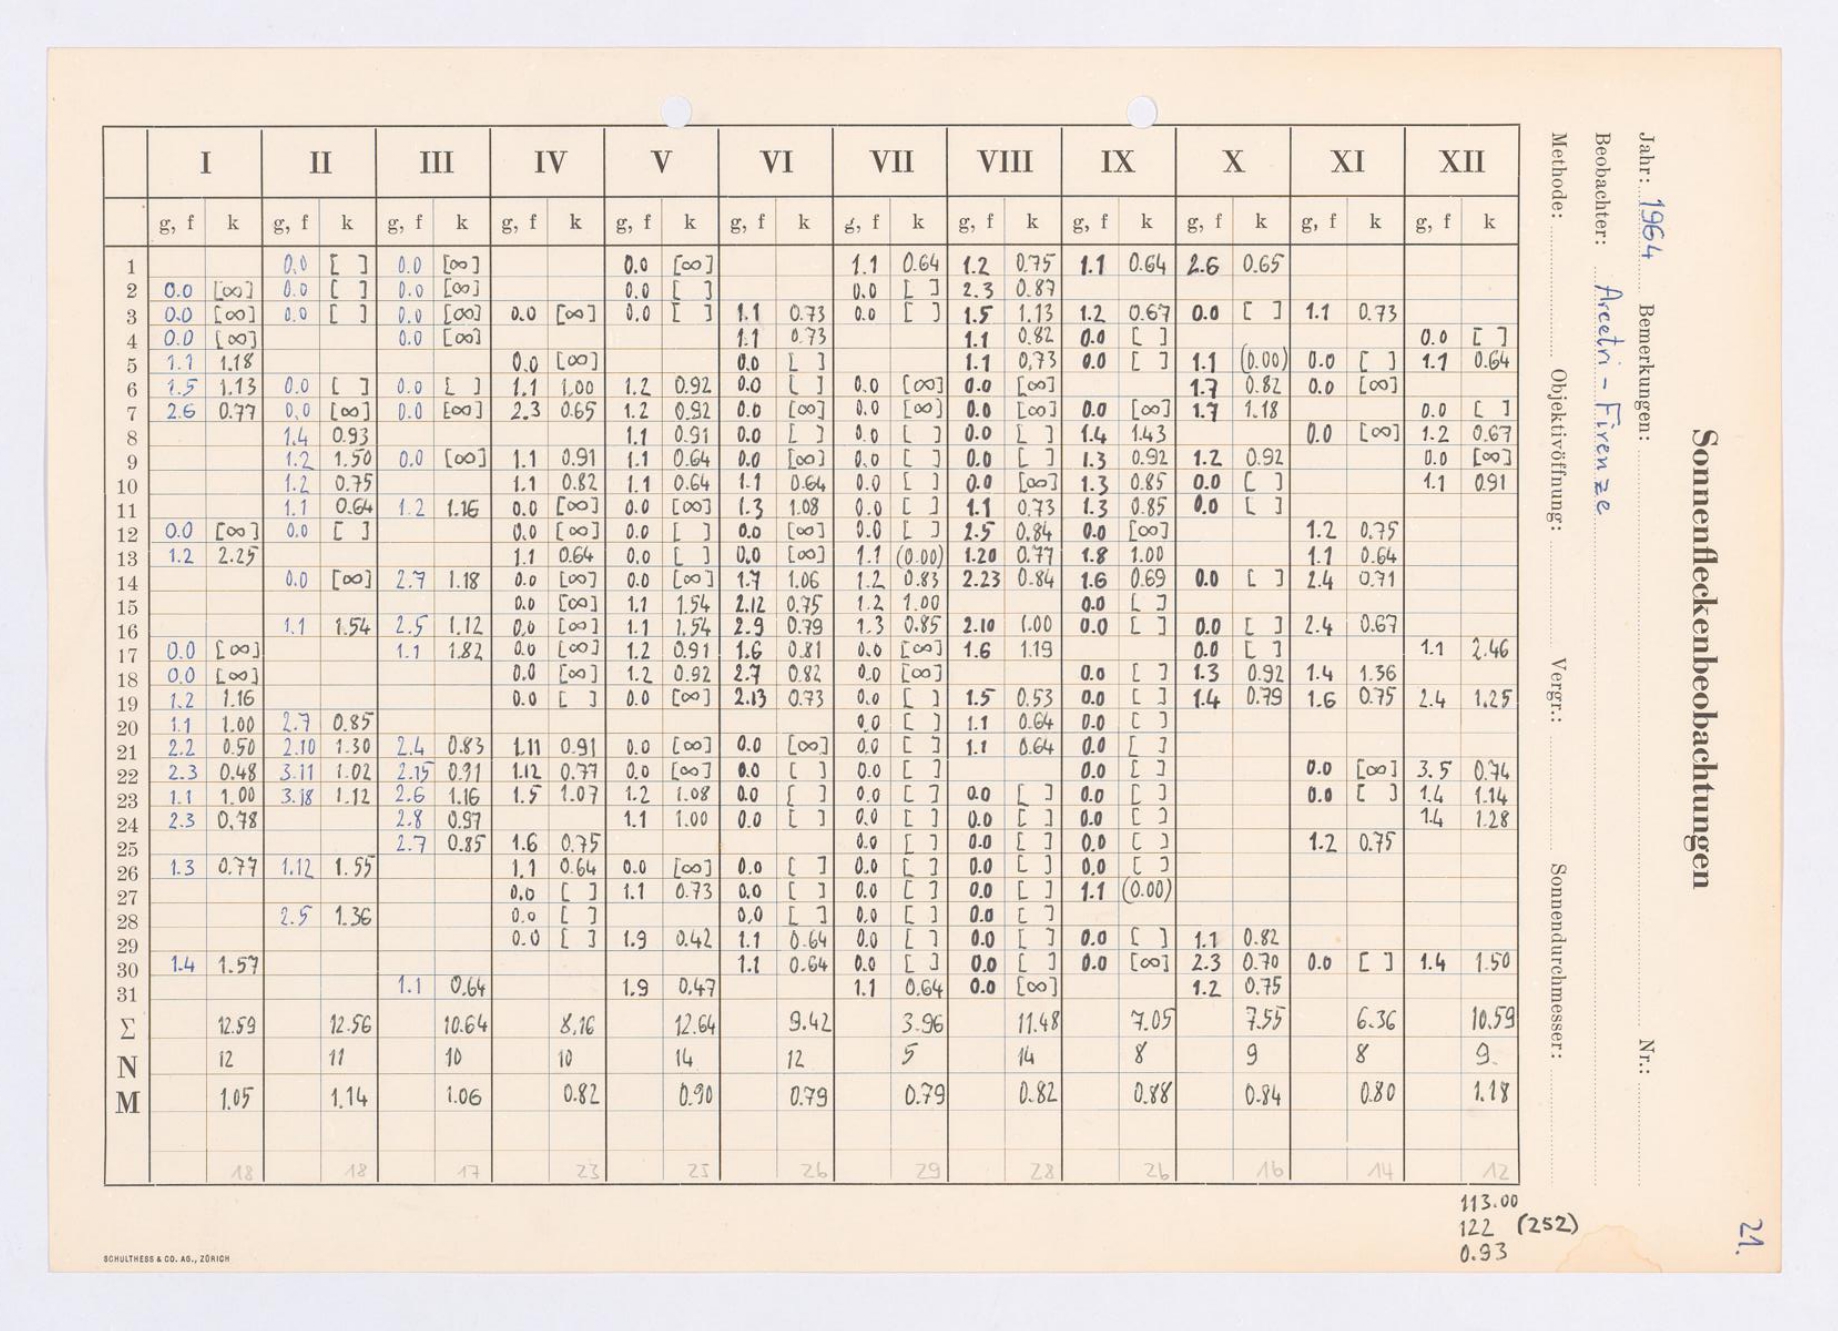 I II III IV V VI VII VIII IX X XI XII
g, f k g, f k g, f k g, f k g, f k g, f k g, f k g, f k g, f k g, f k g, f k g, f k
1 0.0 [ ] 0.0 [∞] 0.0 [∞] 1.1 0.64 1.2 0.75 1.1 0.64 2.6 0.65
2 0.0 [∞] 0.0 [ ] 0.0 [∞] 0.0 [ ] 0.0 [ ] 2.3 0.87
3 0.0 [∞] 0.0 [ ] 0.0 [∞] 0.0 [∞] 0.0 [ ] 1.1 0.73 0.0 [ ] 1.5 1.13 1.2 0.67 0.0 [ ] 1.1 0.73
4 0.0 [∞] 0.0 [∞] 1.1 0.73 1.1 0.82 0.0 [ ] 0.0 [ ]
5 1.1 1.18 0.0 [∞] 0.0 [ ] 1.1 0.73 0.0 [ ] 1.1 (0.00) 0.0 [ ] 1.1 0.64
6 1.5 1.13 0.0 [ ] 0.0 [ ] 1.1 1.00 1.2 0.92 0.0 [ ] 0.0 [∞] 0.0 [∞] 1.7 0.82 0.0 [∞]
7 2.6 0.77 0.0 [∞] 0.0 [∞] 2.3 0.65 1.2 0.92 0.0 [∞] 0.0 [∞] 0.0 [∞] 0.0 [∞] 1.7 1.18 0.0 [ ]
8 1.4 0.93 1.1 0.91 0.0 [ ] 0.0 [ ] 0.0 [ ] 1.4 1.43 0.0 [∞] 1.2 0.67
9 1.2 1.50 0.0 [∞] 1.1 0.91 1.1 0.64 0.0 [∞] 0.0 [ ] 0.0 [ ] 1.3 0.92 1.2 0.92 0.0 [∞]
10 1.2 0.75 1.1 0.82 1.1 0.64 1.1 0.64 0.0 [ ] 0.0 [∞] 1.3 0.85 0.0 [ ] 1.1 0.91
11 1.1 0.64 1.2 1.16 0.0 [∞] 0.0 [∞] 1.3 1.08 0.0 [ ] 1.1 0.73 1.3 0.85 0.0 [ ]
12 0.0 [∞] 0.0 [ ] 0.0 [∞] 0.0 [ ] 0.0 [∞] 0.0 [ ] 2.5 0.84 0.0 [∞] 1.2 0.75
13 1.2 2.25 1.1 0.64 0.0 [ ] 0.0 [∞] 1.1 (0.00) 1.20 0.77 1.8 1.00 1.1 0.64
14 0.0 [∞] 2.7 1.18 0.0 [∞] 0.0 [∞] 1.7 1.06 1.2 0.83 2.23 0.84 1.6 0.69 0.0 [ ] 2.4 0.71
15 0.0 [∞] 1.1 1.54 2.12 0.75 1.2 1.00 0.0 [ ]
16 1.1 1.54 2.5 1.12 0.0 [∞] 1.1 1.54 2.9 0.79 1.3 0.85 2.10 1.00 0.0 [ ] 0.0 [ ] 2.4 0.67
17 0.0 [∞] 1.1 1.82 0.0 [∞] 1.2 0.91 1.6 0.81 0.0 [∞] 1.6 1.19 0.0 [ ] 1.1 2.46
18 0.0 [∞] 0.0 [∞] 1.2 0.92 2.7 0.82 0.0 [∞] 0.0 [ ] 1.3 0.92 1.4 1.36
19 1.2 1.16 0.0 [ ] 0.0 [∞] 2.13 0.73 0.0 [ ] 1.5 0.53 0.0 [ ] 1.4 0.79 1.6 0.75 2.4 1.25
20 1.1 1.00 2.7 0.85 0.0 [ ] 1.1 0.64 0.0 [ ]
21 2.2 0.50 2.10 1.30 2.4 0.83 1.11 0.91 0.0 [∞] 0.0 [∞] 0.0 [ ] 1.1 0.64 0.0 [ ]
22 2.3 0.48 3.11 1.02 2.15 0.91 1.12 0.77 0.0 [∞] 0.0 [ ] 0.0 [ ] 0.0 [ ] 0.0 [∞] 3.5 0.74
23 1.1 1.00 3.18 1.12 2.6 1.16 1.5 1.07 1.2 1.08 0.0 [ ] 0.0 [ ] 0.0 [ ] 0.0 [ ] 0.0 [ ] 1.4 1.14
24 2.3 0.78 2.8 0.97 1.1 1.00 0.0 [ ] 0.0 [ ] 0.0 [ ] 0.0 [ ] 1.4 1.28
25 2.7 0.85 1.6 0.75 0.0 [ ] 0.0 [ ] 0.0 [ ] 1.2 0.75
26 1.3 0.77 1.12 1.55 1.1 0.64 0.0 [∞] 0.0 [ ] 0.0 [ ] 0.0 [ ] 0.0 [ ]
27 0.0 [ ] 1.1 0.73 0.0 [ ] 0.0 [ ] 0.0 [ ] 1.1 (0.00)
28 2.5 1.36 0.0 [ ] 0.0 [ ] 0.0 [ ] 0.0 [ ]
29 0.0 [ ] 1.9 0.42 1.1 0.64 0.0 [ ] 0.0 [ ] 0.0 [ ] 1.1 0.82
30 1.4 1.57 1.1 0.64 0.0 [ ] 0.0 [ ] 0.0 [∞] 2.3 0.70 0.0 [ ] 1.4 1.50
31 1.1 0.64 1.9 0.47 1.1 0.64 0.0 [∞] 1.2 0.75
Σ 12.59 12.56 10.64 8.16 12.64 9.42 3.96 11.48 7.05 7.55 6.36 10.59
N 12 11 10 10 14 12 5 14 8 9 8 9.
M 1.05 1.14 1.06 0.82 0.90 0.79 0.79 0.82 0.88 0.84 0.80 1.18
18 18 17 23 25 26 29 28 26 16 14 12
113.00
122 (252)
0.93
SCHULTHESS & CO. AG., ZÜRICH
Sonnenfleckenbeobachtungen
Jahr: 1964 Bemerkungen: Nr.:
Beobachter: Arcetri - Firenze
Methode: Objektivöffnung: Vergr.: Sonnendurchmesser:
21.